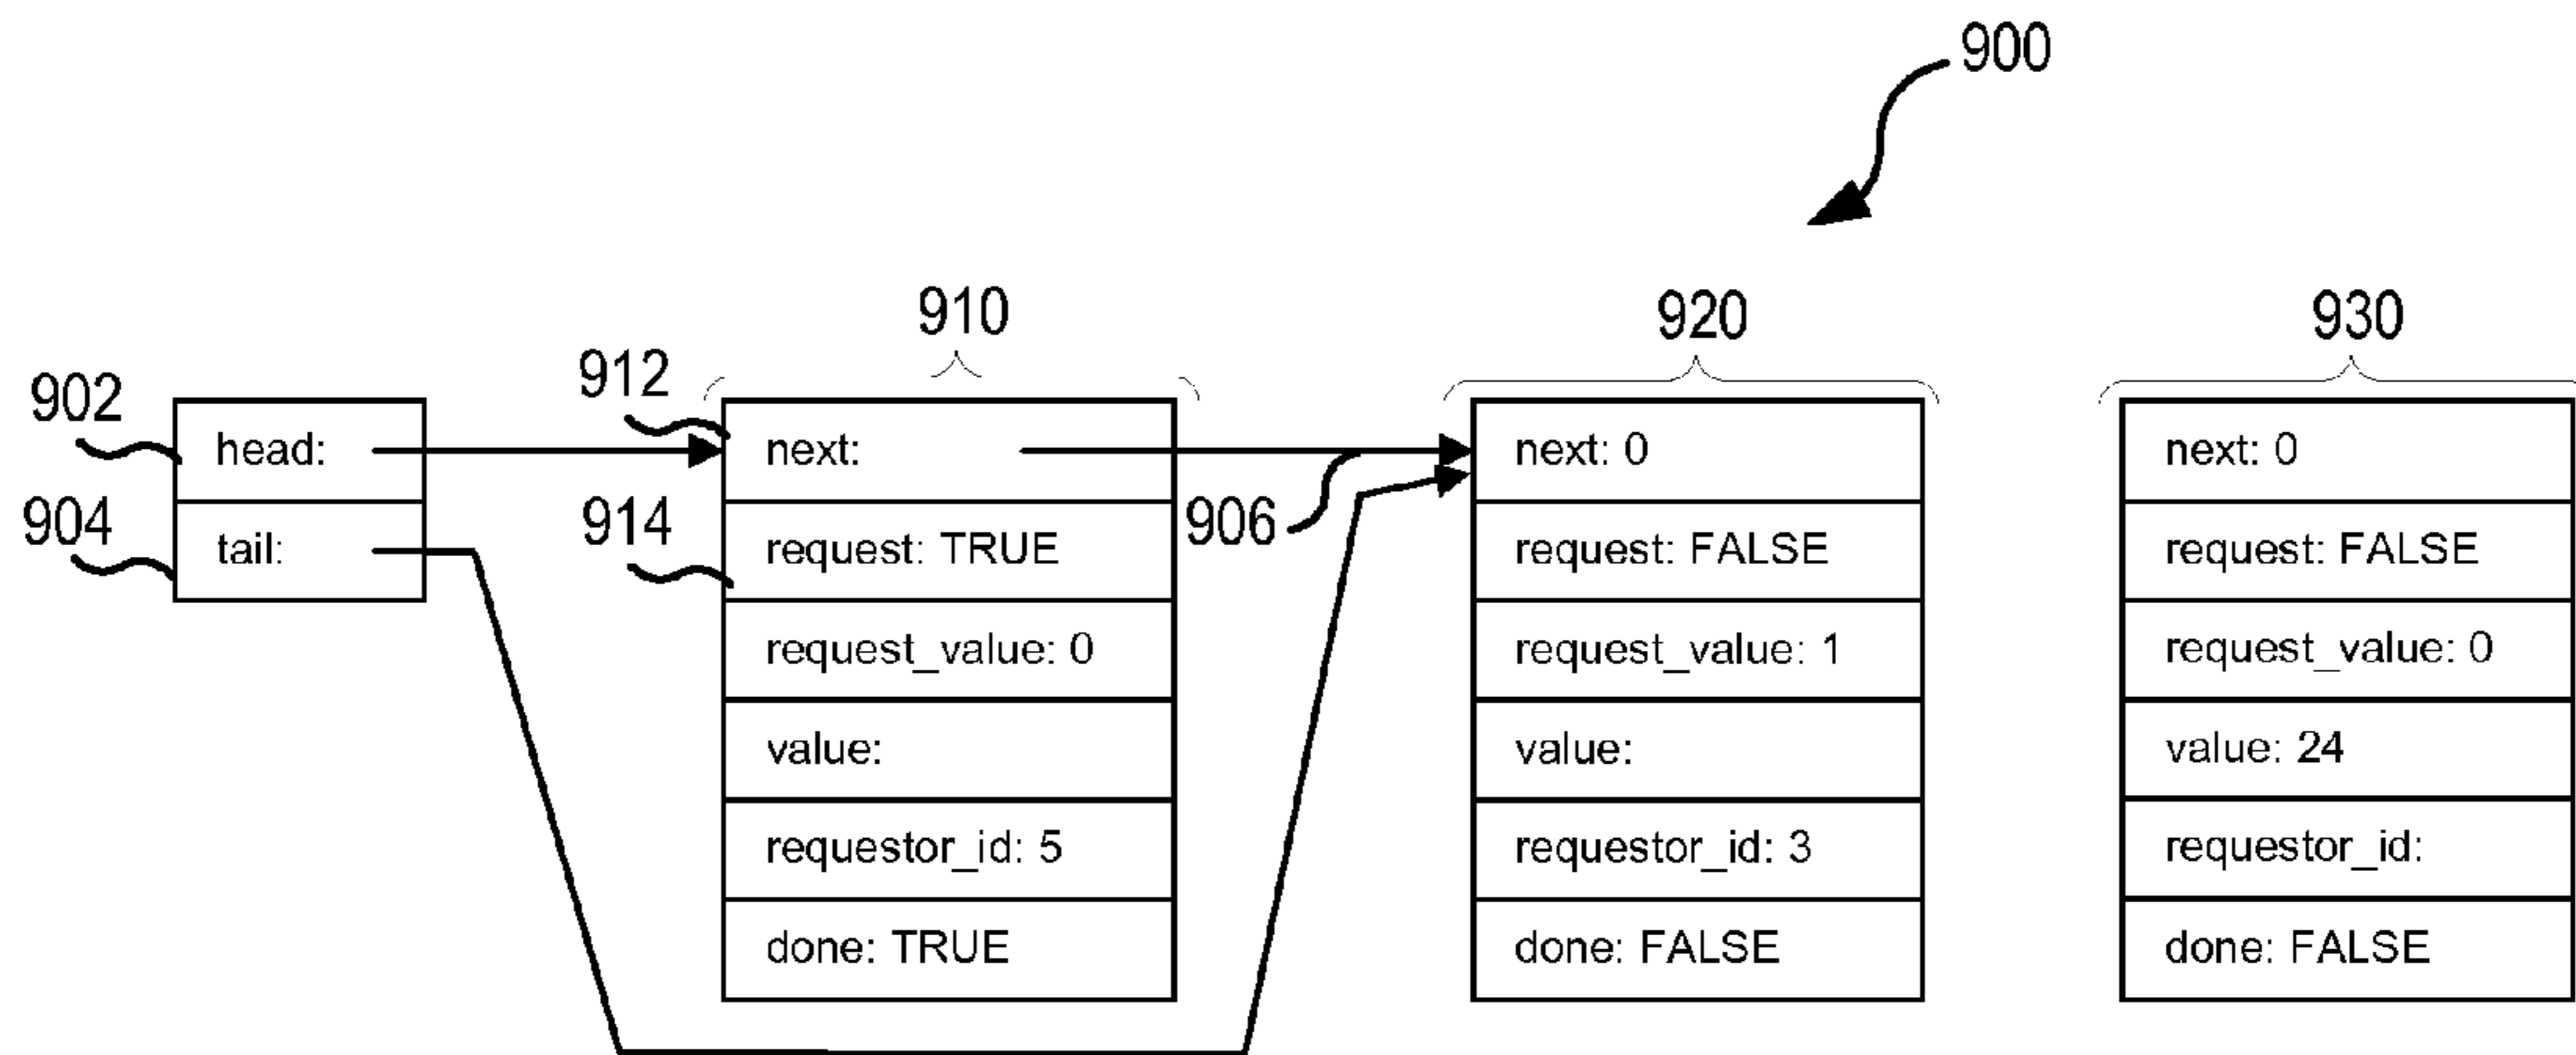 900
910
920
930
912
902
head:
next:
next: 0
next: 0
904
tail:
914
request: TRUE
906
request: FALSE
request: FALSE
request_value: 0
request_value: 1
request_value: 0
value:
value:
value: 24
requestor_id: 5
requestor_id: 3
requestor_id:
done: TRUE
done: FALSE
done: FALSE